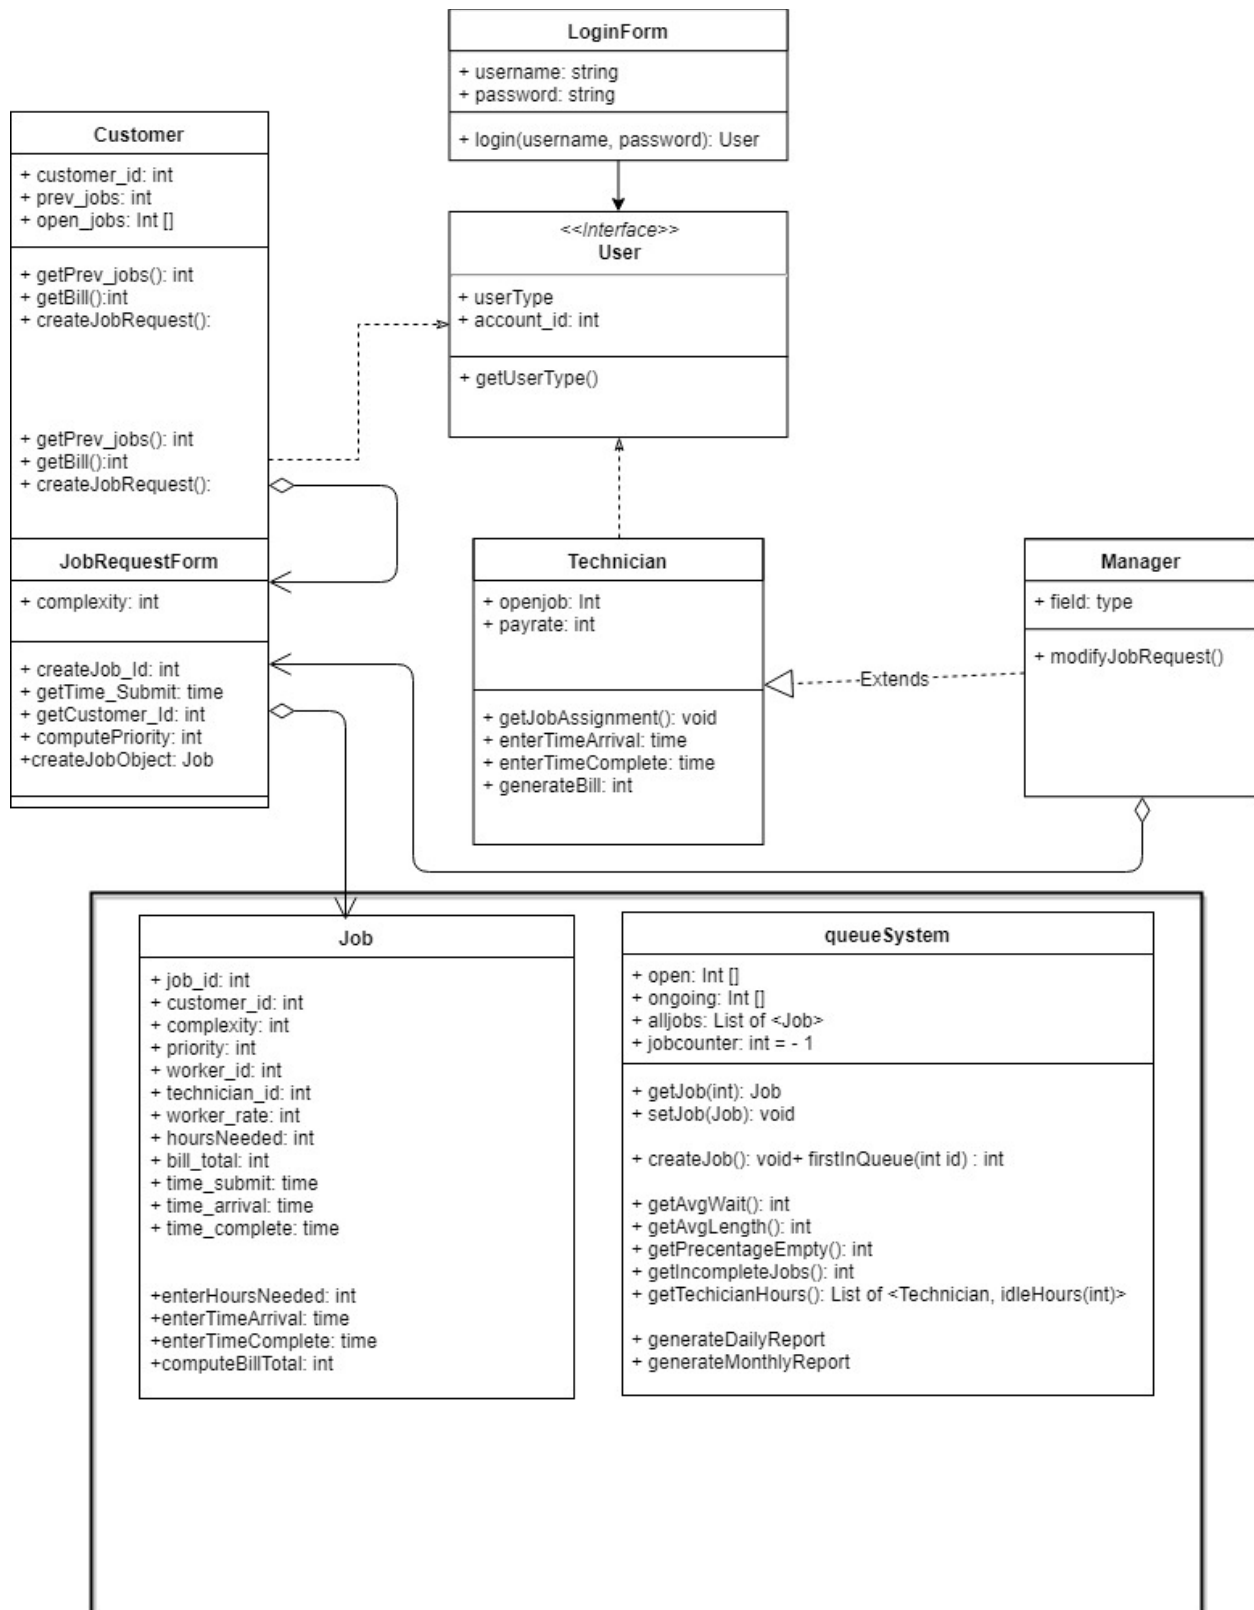 LoginForm
+ username: string
+ password: string
+ login(username, password): User
Customer
+ customer_id: int
+ prev_jobs: int
+ open_jobs: Int []
+ getPrev_jobs(): int
+ getBill():int
+ createJobRequest():
+ getPrev_jobs(): int
+ getBill():int
+ createJobRequest():
<<Interface>>
User
+ userType
+ account_id: int
+ getUserType()
JobRequestForm
+ complexity: int
+ createJob_Id: int
+ getTime_Submit: time
+ getCustomer_Id: int
+ computePriority: int
+createJobObject: Job
Technician
+ openjob: Int
+ payrate: int
+ getJobAssignment(): void
+ enterTimeArrival: time
+ enterTimeComplete: time
+ generateBill: int
Extends
Manager
+ field: type
+ modifyJobRequest()
Job
+ job_id: int
+ customer_id: int
+ complexity: int
+ priority: int
+ worker_id: int
+ technician_id: int
+ worker_rate: int
+ hoursNeeded: int
+ bill_total: int
+ time_submit: time
+ time_arrival: time
+ time_complete: time
+enterHoursNeeded: int
+enterTimeArrival: time
+enterTimeComplete: time
+computeBillTotal: int
queueSystem
+ open: Int []
+ ongoing: Int []
+ alljobs: List of <Job>
+ jobcounter: int = - 1
+ getJob(int): Job
+ setJob(Job): void
+ createJob(): void+ firstInQueue(int id) : int
+ getAvgWait(): int
+ getAvgLength(): int
+ getPrecentageEmpty(): int
+ getIncompleteJobs(): int
+ getTechicianHours(): List of <Technician, idleHours(int)>
+ generateDailyReport
+ generateMonthlyReport